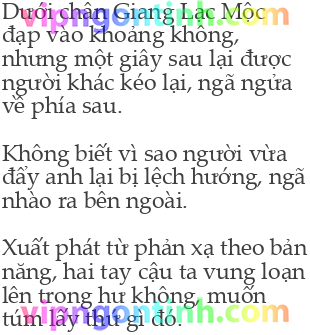 vipngontinh.com
Dưới chân Giang Lạc Mộc
đạp vào khoảng không,
nhưng một giây sau lại được
người khác kéo lại, ngã ngửa
về phía sau.
Không biết vì sao người vừa
đẩy anh lại bị lệch hướng, ngã
nhào ra bên ngoài.
Xuất phát từ phản xạ theo bản
năng, hai tay cậu ta vung loạn
lên trong hư không, muốn
vipngontinh.com
túm lấy thứ gì đó.